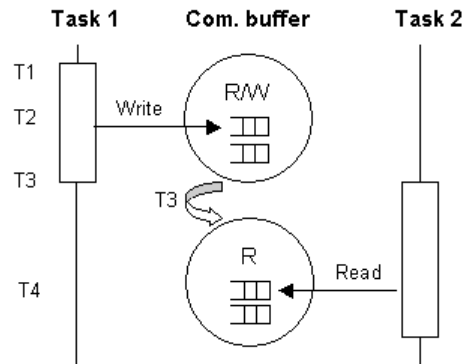 Task 1 Com. buffer Task 2
T1
R/W
T2 Write
T3
T3
R
Read
T4